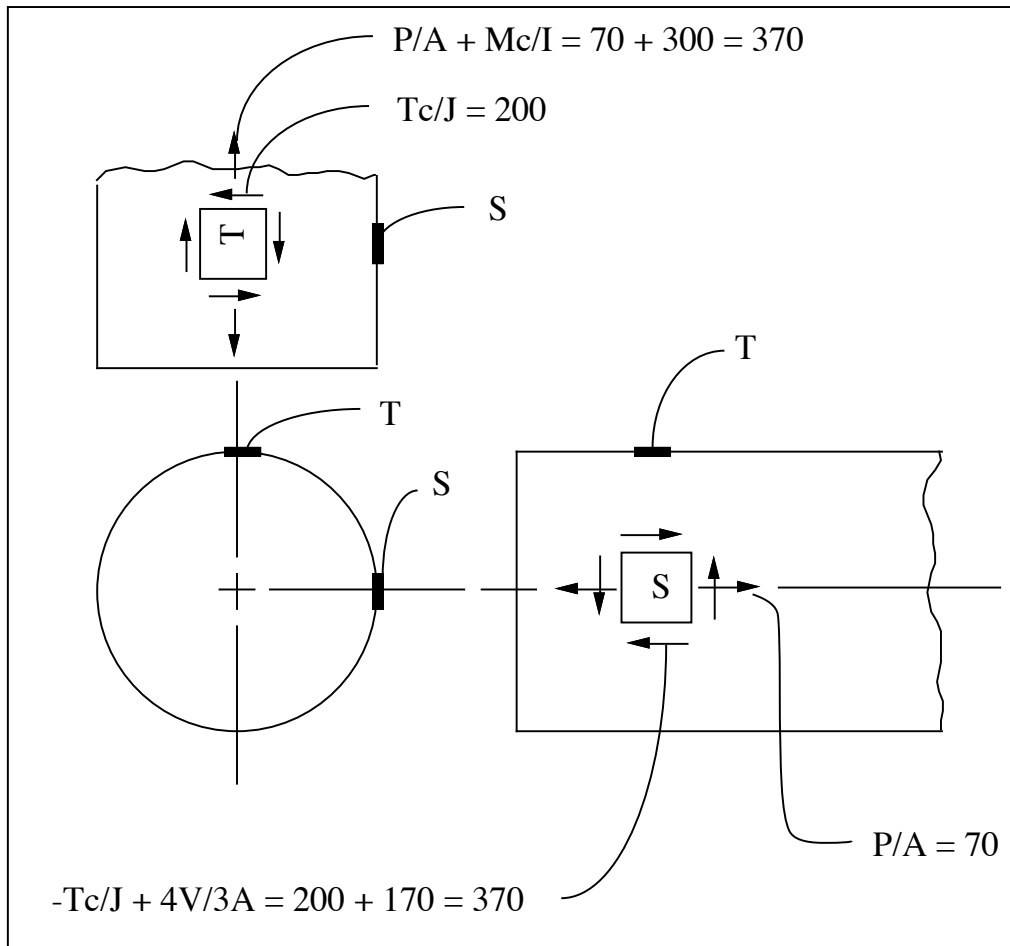 P/A + Mc/I = 70 + 300 = 370
Tc/J = 200
S
T
T
T
S
S
P/A = 70
-Tc/J + 4V/3A = 200 + 170 = 370